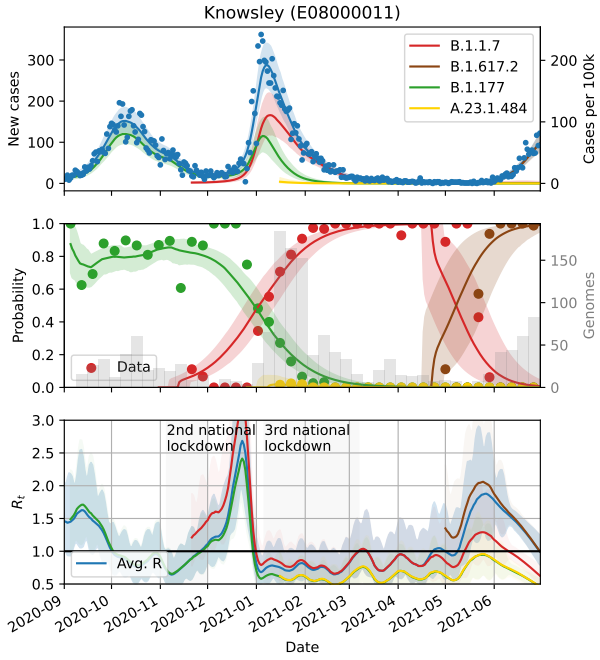 Knowsley (E08000011)
New cases
300
200
100
0
B.1.1.7
B.1.617.2
B.1.177
A.23.1.484
200
100
0
Cases per 100k
Probability
1.0
0.8
0.6
0.4
0.2
0.0
Data
150
100
50
0
Genomes
R_t
3.0
2.5
2.0
1.5
1.0
0.5
2nd national
lockdown
3rd national
lockdown
Avg. R
2020-09
2020-10
2020-11
2020-12
2021-01
2021-02
2021-03
2021-04
2021-05
2021-06
Date